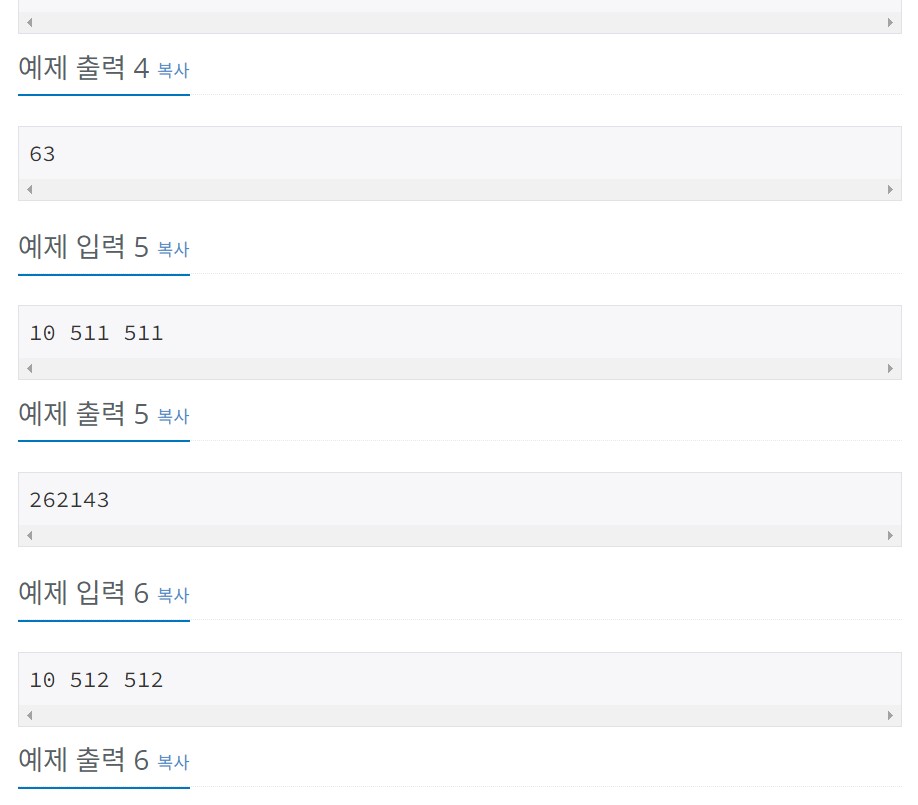 예제 출력 4 복사
63
예제 입력 5 복사
10 511 511
예제 출력 5 복사
262143
예제 입력 6 복사
10 512 512
예제 출력 6 복사